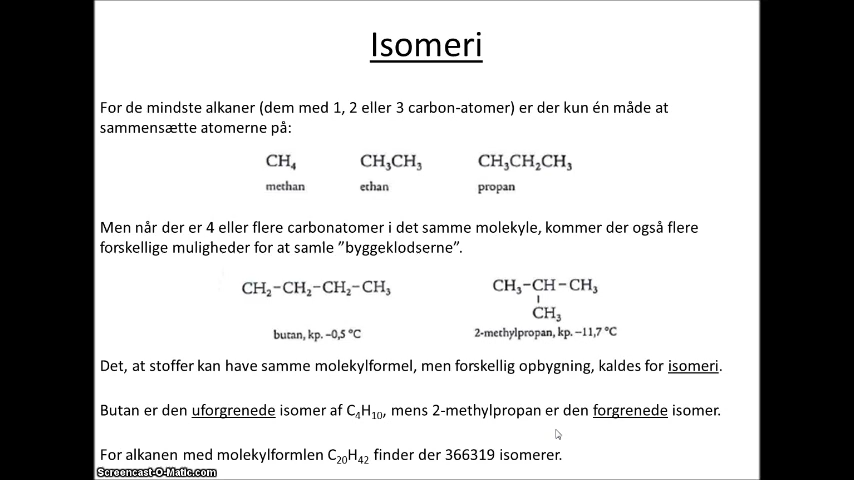 Isomeri
For de mindste alkaner (dem med 1, 2 eller 3 carbon-atomer) er der kun én måde at
sammensætte atomerne på:
CH₄ CH₃CH₃ CH₃CH₂CH₃
methan ethan propan
Men når der er 4 eller flere carbonatomer i det samme molekyle, kommer der også flere
forskellige muligheder for at samle ”byggeklodserne”.
CH₂–CH₂–CH₂–CH₃ CH₃–CH–CH₃
CH₃
butan, kp. –0,5 °C 2-methylpropan, kp. –11,7 °C
Det, at stoffer kan have samme molekylformel, men forskellig opbygning, kaldes for isomeri.
Butan er den uforgrenede isomer af C₄H₁₀, mens 2-methylpropan er den forgrenede isomer.
For alkanen med molekylformlen C₂₀H₄₂ finder der 366319 isomerer.
Screencast-O-Matic.com